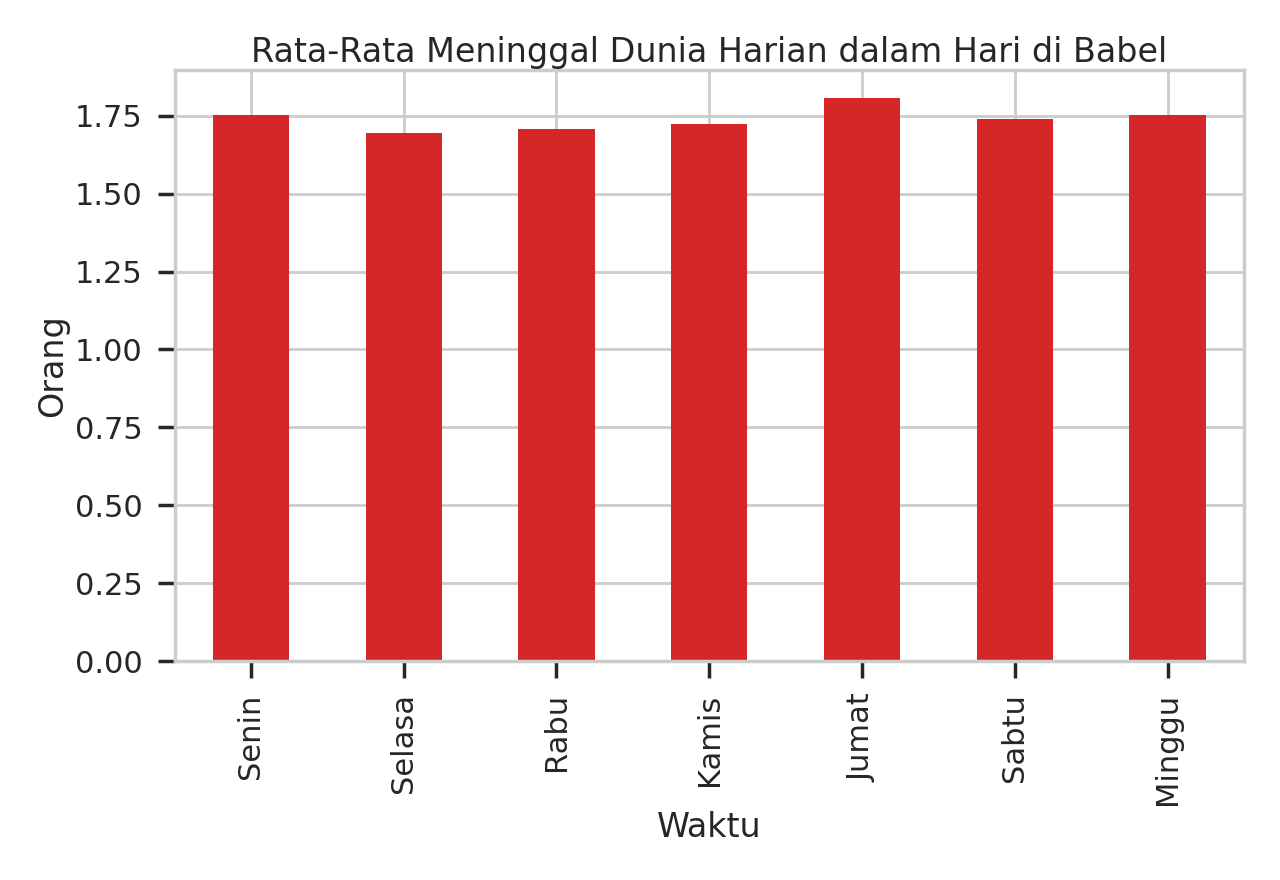 Rata-Rata Meninggal Dunia Harian dalam Hari di Babel
1.75
1.50
1.25
1.00
0.75
0.50
0.25
0.00
Orang
Senin
Selasa
Rabu
Kamis
Jumat
Sabtu
Minggu
Waktu